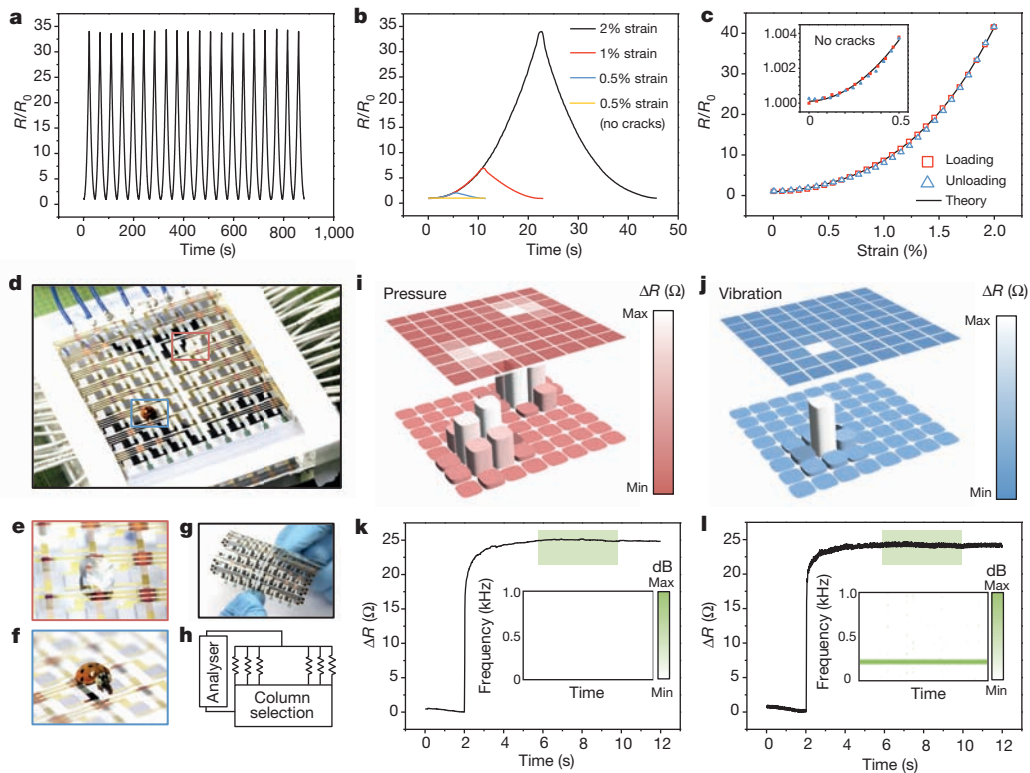 a
35
30
25
20
15
10
5
0
R/R0
0
200
400
600
800
1,000
Time (s)
b
35
30
25
20
15
10
5
0
R/R0
2% strain
1% strain
0.5% strain
0.5% strain
(no cracks)
0
10
20
30
40
50
Time (s)
c
40
30
20
10
0
R/R0
1.004
1.002
1.000
No cracks
0
0.5
Loading
Unloading
Theory
0
0.5
1.0
1.5
2.0
Strain (%)
d
i
Pressure
ΔR (Ω)
Max
Min
j
Vibration
ΔR (Ω)
Max
Min
e
f
g
h
Analyser
Column
selection
k
25
20
15
10
5
0
ΔR (Ω)
dB
Max
Min
1.0
0.5
0
Frequency (kHz)
Time
0
2
4
6
8
10
12
Time (s)
l
25
20
15
10
5
0
ΔR (Ω)
dB
Max
Min
1.0
0.5
0
Frequency (kHz)
Time
0
2
4
6
8
10
12
Time (s)